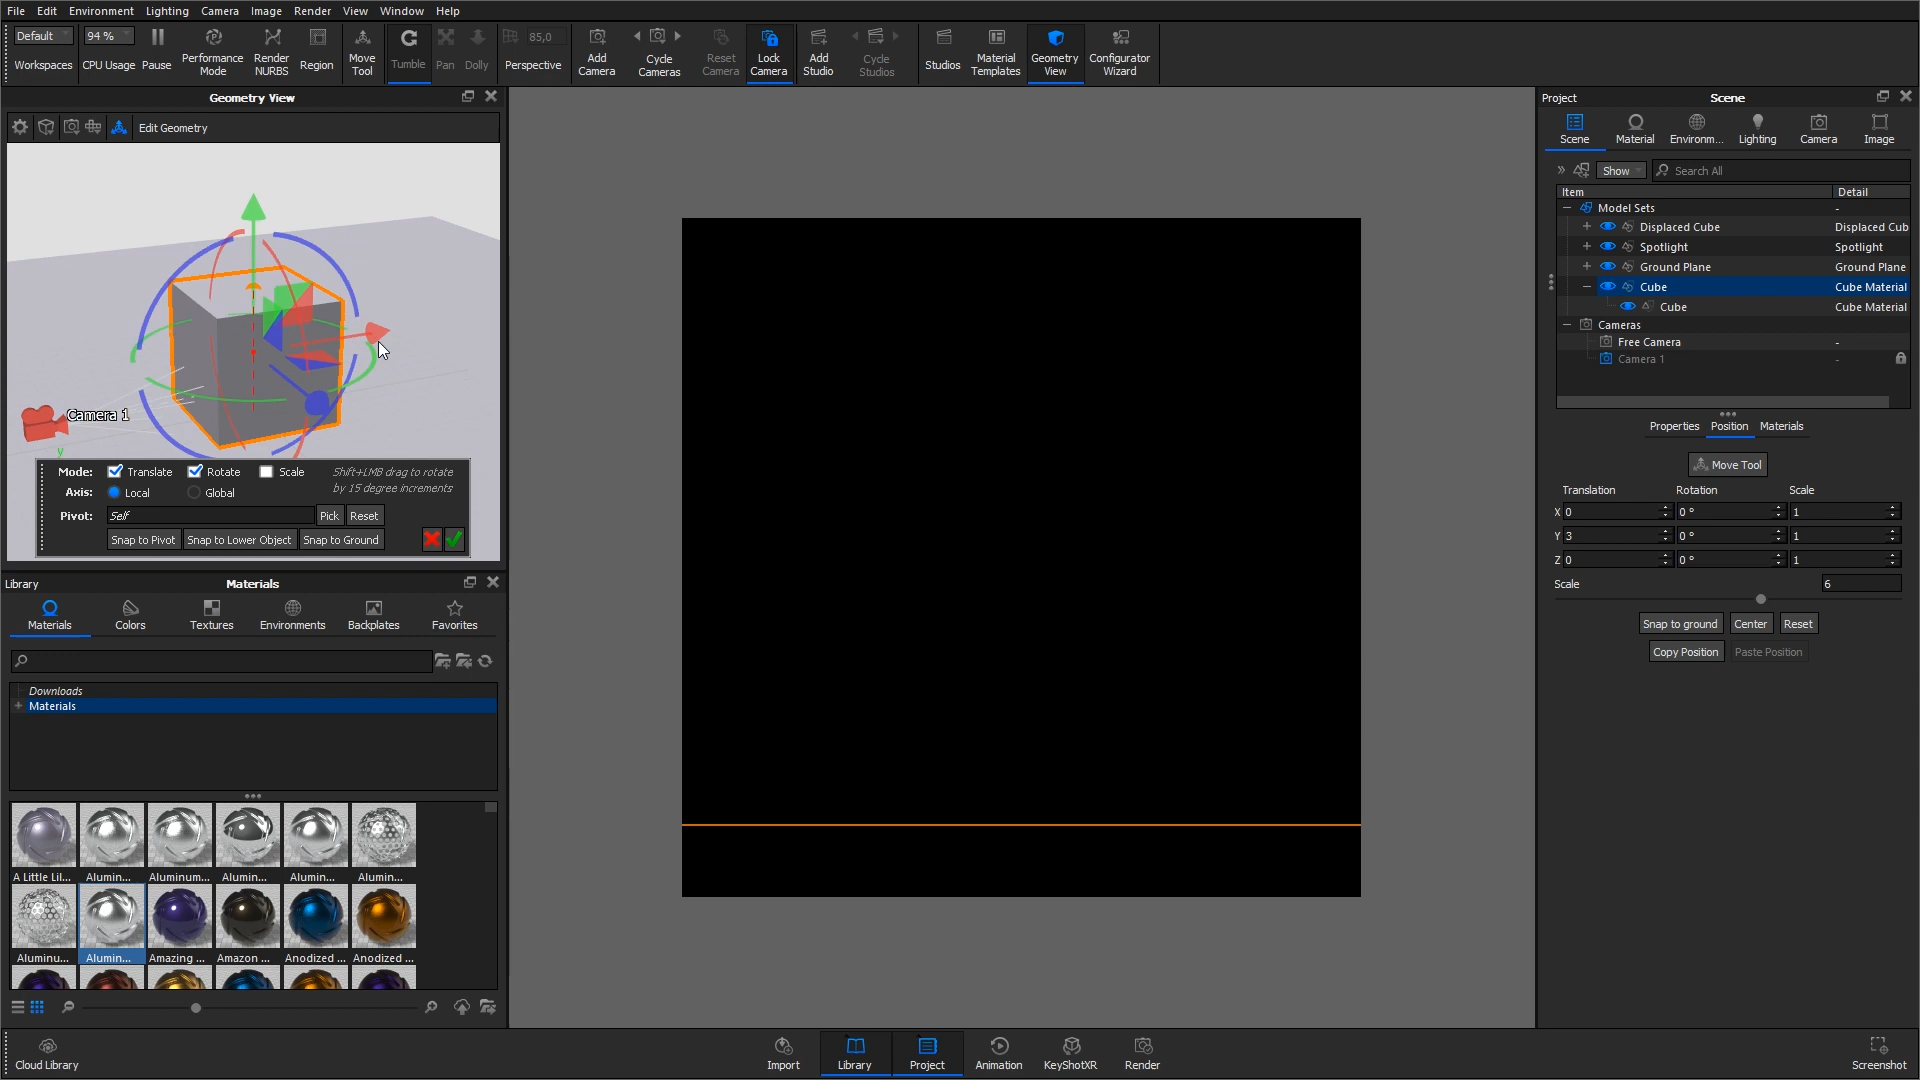 File Edit Environment Lighting Camera Image Render View Window Help
Default 94 % 85,0
Workspaces CPU Usage Pause Performance Mode Render NURBS Region Move Tool Tumble Pan Dolly Perspective Add Camera Cycle Cameras Reset Camera Lock Camera Add Studio Cycle Studios Studios Material Templates Geometry View Configurator Wizard
Geometry View
Edit Geometry
Camera 1
y
Mode: Translate Rotate Scale Shift+LMB drag to rotate
by 15 degree increments
Axis: Local Global
Pivot: Self Pick Reset
Snap to Pivot Snap to Lower Object Snap to Ground
Library Materials
Materials Colors Textures Environments Backplates Favorites
Downloads
Materials
A Little Lil... Alumin... Aluminum... Alumin... Alumin... Alumin...
Aluminu... Alumin... Amazing ... Amazon ... Anodized ... Anodized ...
Project Scene
Scene Material Environm... Lighting Camera Image
Show Search All
Item Detail
Model Sets -
Displaced Cube Displaced Cub
Spotlight Spotlight
Ground Plane Ground Plane
Cube Cube Material
Cube Cube Material
Cameras
Free Camera -
Camera 1 -
Properties Position Materials
Move Tool
Translation Rotation Scale
X 0 0 ° 1
Y 3 0 ° 1
Z 0 0 ° 1
Scale 6
Snap to ground Center Reset
Copy Position Paste Position
Cloud Library Import Library Project Animation KeyShotXR Render Screenshot